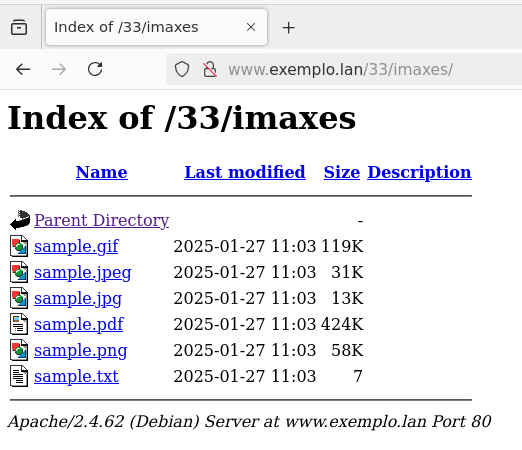 Index of /33/imaxes
www.exemplo.lan/33/imaxes/
Index of /33/imaxes
Name Last modified Size Description
Parent Directory -
sample.gif 2025-01-27 11:03 119K
sample.jpeg 2025-01-27 11:03 31K
sample.jpg 2025-01-27 11:03 13K
sample.pdf 2025-01-27 11:03 424K
sample.png 2025-01-27 11:03 58K
sample.txt 2025-01-27 11:03 7
Apache/2.4.62 (Debian) Server at www.exemplo.lan Port 80